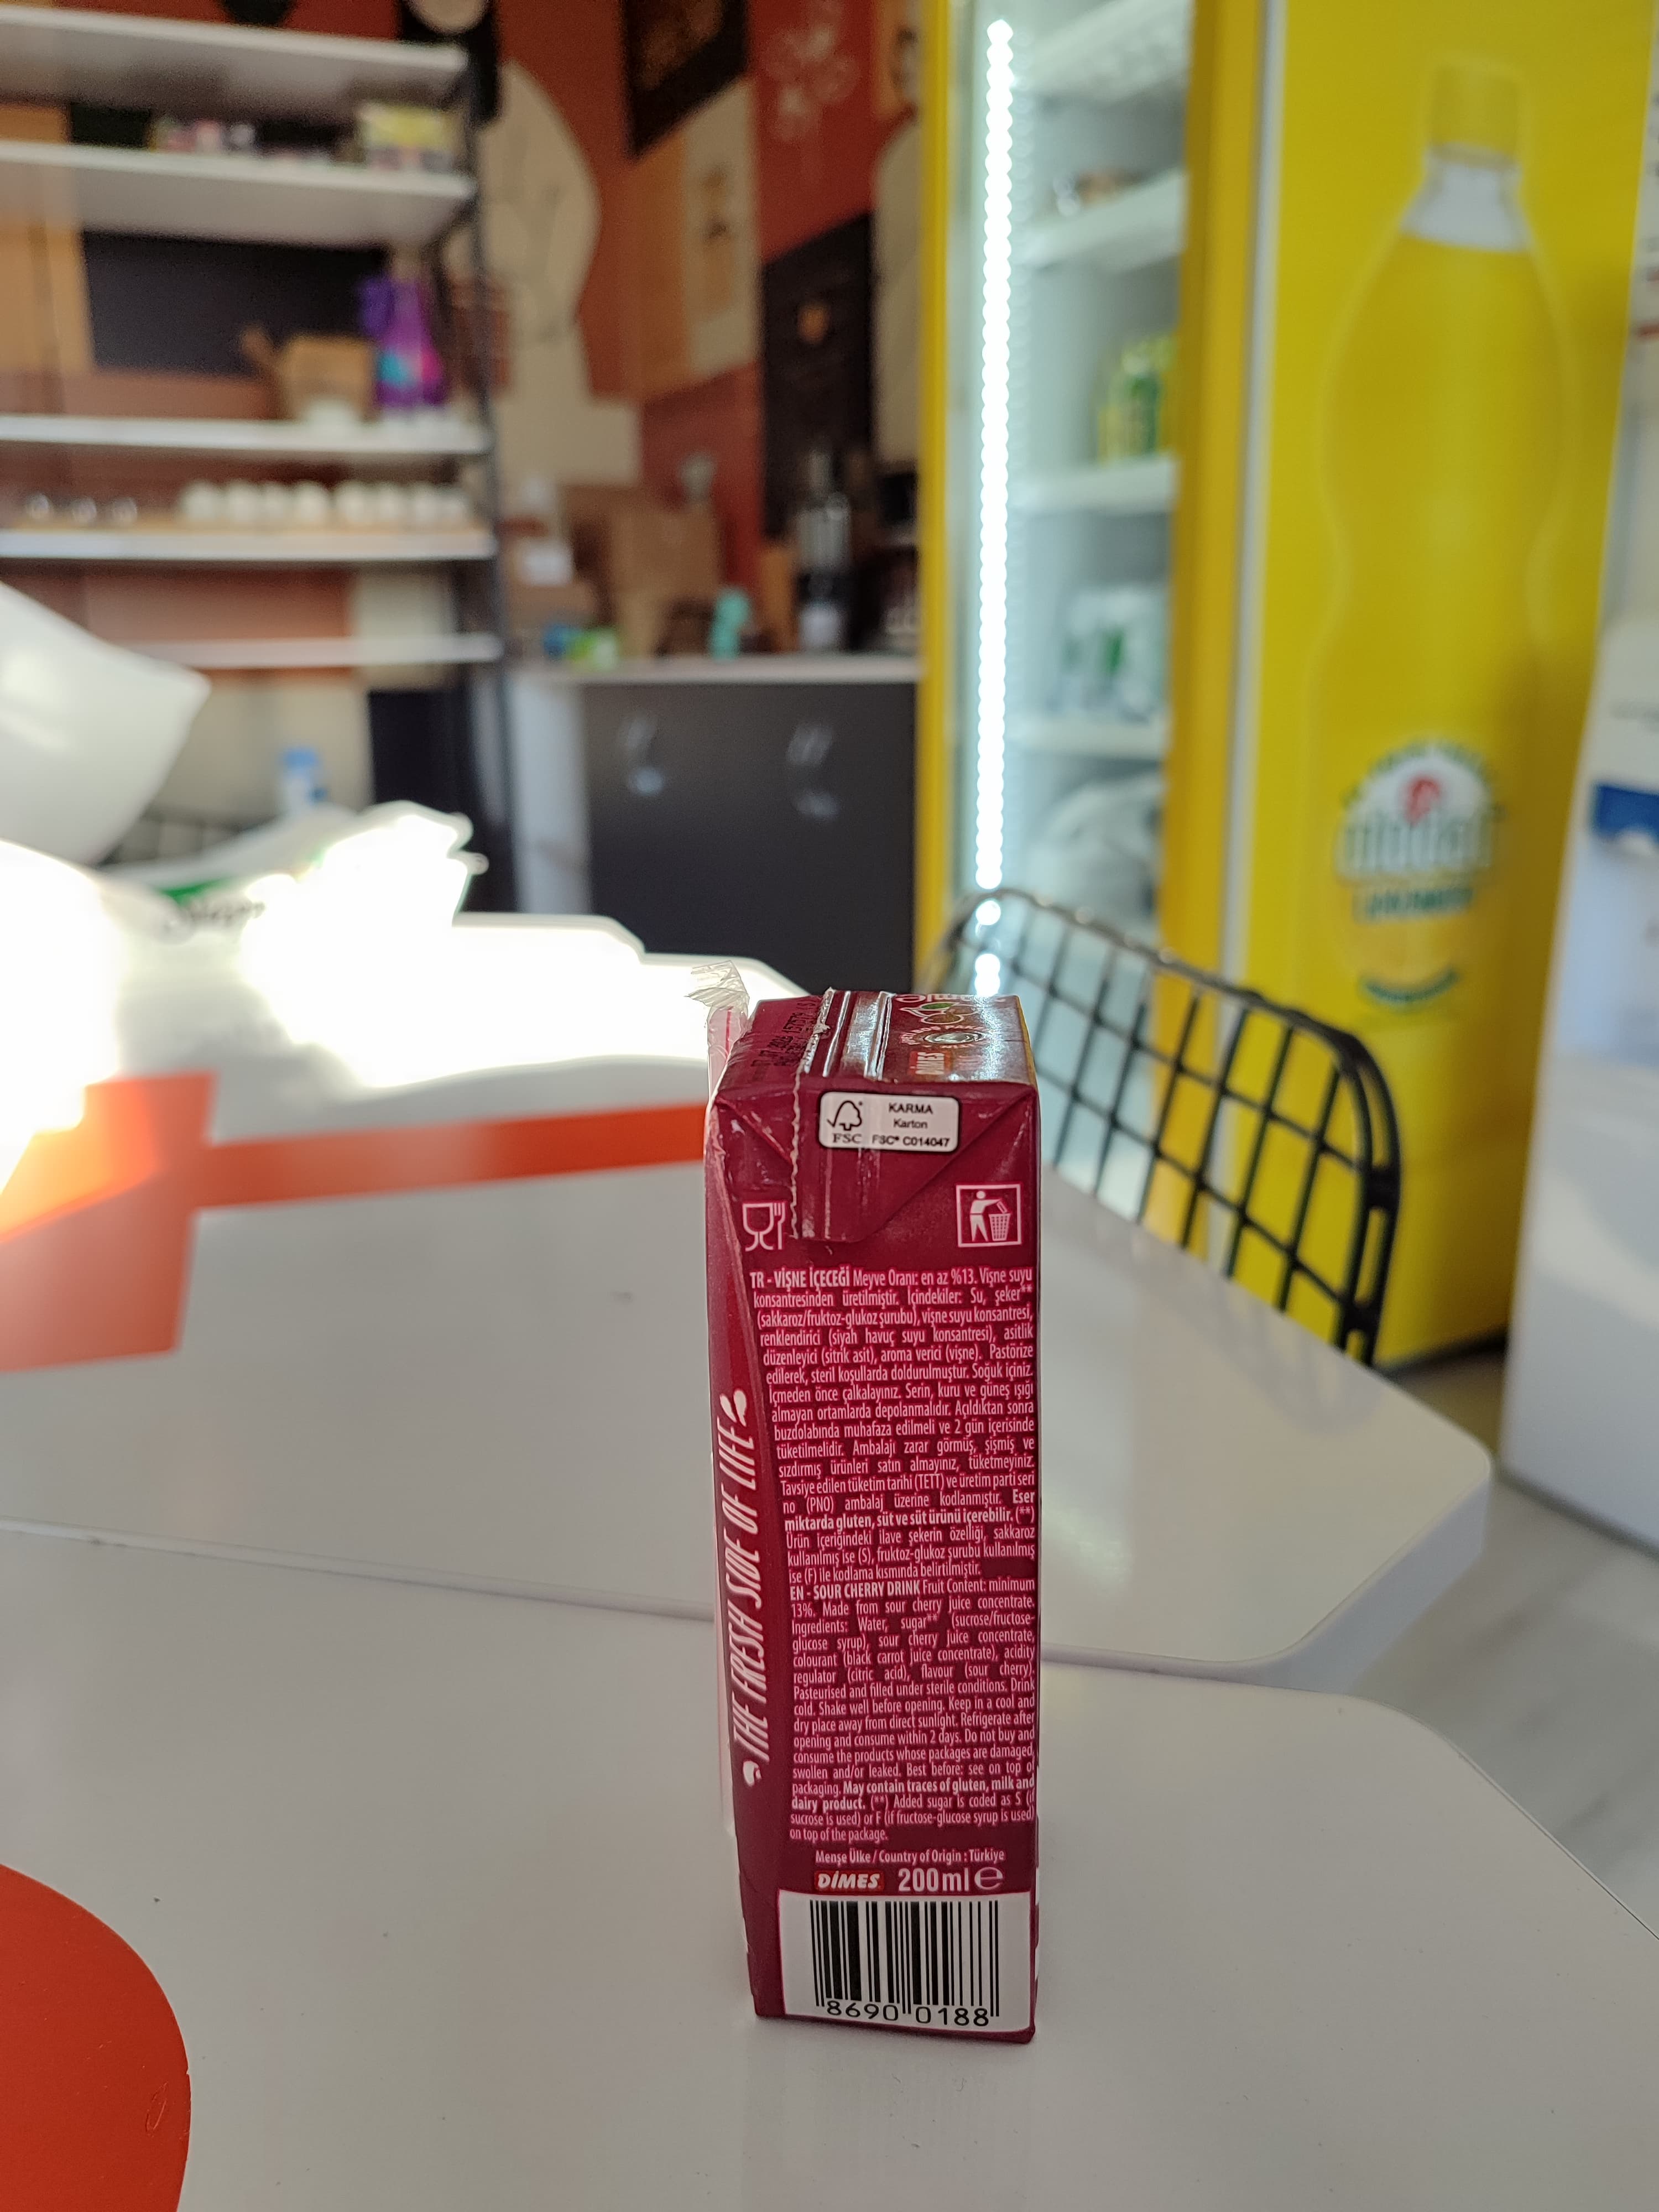 KARMA
Karton
FSC FSC® C014047
TR - VİŞNE İÇECEĞİ Meyve Oranı: en az %13. Vişne suyu
konsantresinden üretilmiştir. İçindekiler: Su, şeker**
(sakkaroz/fruktoz-glukoz şurubu), vişne suyu konsantresi,
renklendirici (siyah havuç suyu konsantresi), asitlik
düzenleyici (sitrik asit), aroma verici (vişne). Pastörize
edilerek, steril koşullarda doldurulmuştur. Soğuk içiniz.
İçmeden önce çalkalayınız. Serin, kuru ve güneş ışığı
almayan ortamlarda depolanmalıdır. Açıldıktan sonra
buzdolabında muhafaza edilmeli ve 2 gün içerisinde
tüketilmelidir. Ambalajı zarar görmüş, şişmiş ve
sızdırmış ürünleri satın almayınız, tüketmeyiniz.
Tavsiye edilen tüketim tarihi (TETT) ve üretim parti seri
no (PNO) ambalaj üzerine kodlanmıştır. Eser
miktarda gluten, süt ve süt ürünü içerebilir. (**)
Ürün içeriğindeki ilave şekerin özelliği, sakkaroz
kullanılmış ise (S), fruktoz-glukoz şurubu kullanılmış
ise (F) ile kodlama kısmında belirtilmiştir.
EN - SOUR CHERRY DRINK Fruit Content: minimum
13%. Made from sour cherry juice concentrate.
Ingredients: Water, sugar** (sucrose/fructose-
glucose syrup), sour cherry juice concentrate,
colourant (black carrot juice concentrate), acidity
regulator (citric acid), flavour (sour cherry).
Pasteurised and filled under sterile conditions. Drink
cold. Shake well before opening. Keep in a cool and
dry place away from direct sunlight. Refrigerate after
opening and consume within 2 days. Do not buy and
consume the products whose packages are damaged,
swollen and/or leaked. Best before: see on top of
packaging. May contain traces of gluten, milk and
dairy product. (**) Added sugar is coded as S (if
sucrose is used) or F (if fructose-glucose syrup is used)
on top of the package.
Menşe Ülke / Country of Origin : Türkiye
DİMES 200 ml e
8690 0188
THE FRESH SIDE OF LIFE
DİMES